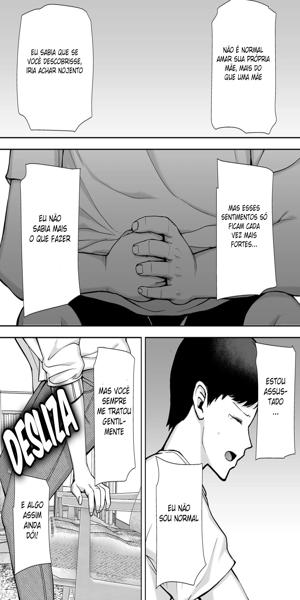 NÃO É NORMAL
AMAR SUA PRÓPRIA
MÃE, MAIS DO
QUE UMA MÃE
EU SABIA QUE SE
VOCÊ DESCOBRISSE,
IRIA ACHAR NOJENTO
MAS ESSES
SENTIMENTOS SÓ
FICAM CADA
VEZ MAIS
FORTES...
EU NÃO
SABIA MAIS
O QUE FAZER
ESTOU
ASSUS-
TADO
...
EU NÃO
SOU NORMAL
MAS VOCÊ
SEMPRE
ME TRATOU
GENTIL-
MENTE
DESLIZA
E ALGO
ASSIM
AINDA
DÓI!